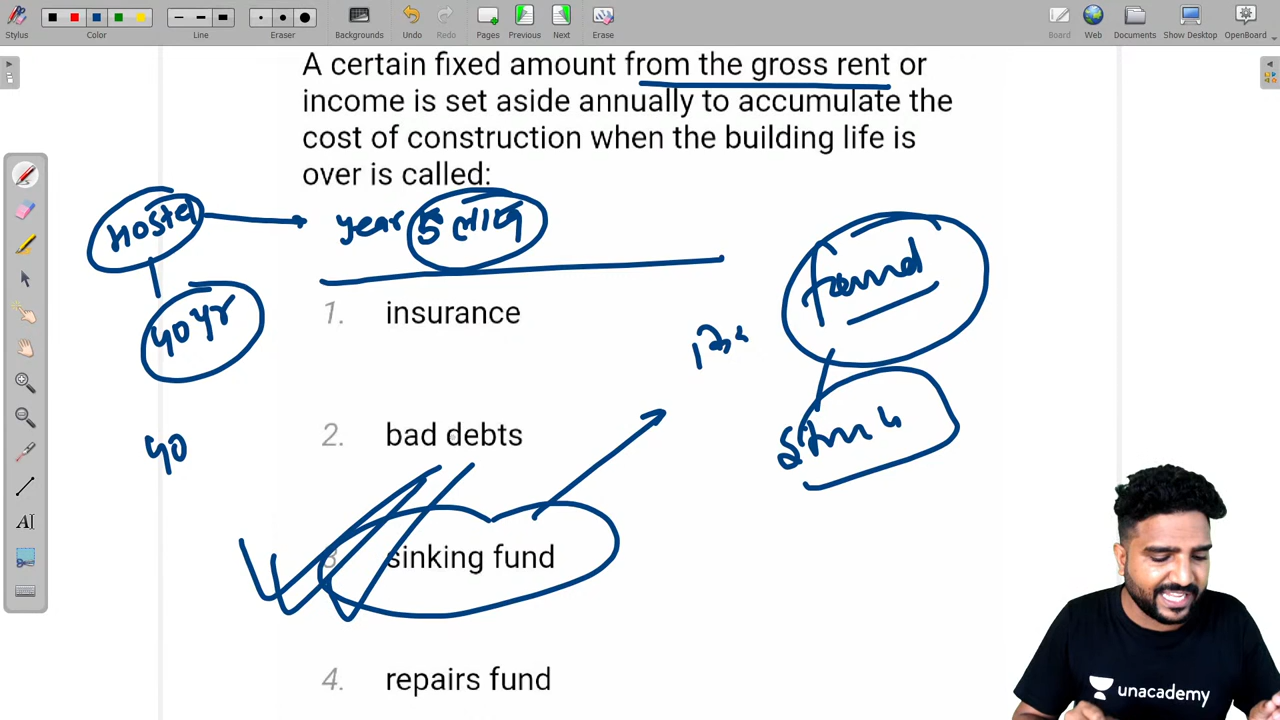 Stylus
Color
Line
Eraser
Backgrounds
Undo
Redo
Pages
Previous
Next
Erase
Board
Web
Documents
Show Desktop
OpenBoard
A certain fixed amount from the gross rent or
income is set aside annually to accumulate the
cost of construction when the building life is
over is called:
Hostel
year 5 लाख
40 yr
fund
1. insurance
40
2. bad debts
3 sinking fund
4. repairs fund
unacademy